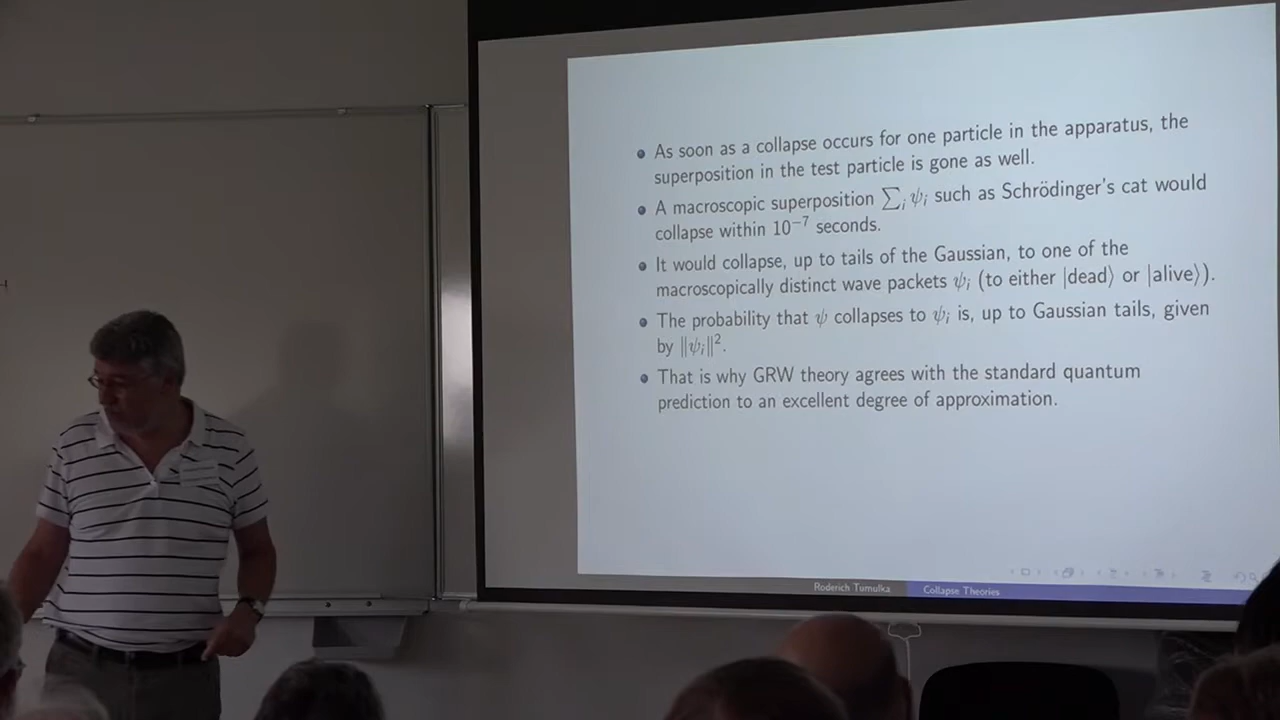 As soon as a collapse occurs for one particle in the apparatus, the
superposition in the test particle is gone as well.
A macroscopic superposition ∑ᵢ ψᵢ such as Schrödinger's cat would
collapse within 10⁻⁷ seconds.
It would collapse, up to tails of the Gaussian, to one of the
macroscopically distinct wave packets ψᵢ (to either |dead⟩ or |alive⟩).
The probability that ψ collapses to ψᵢ is, up to Gaussian tails, given
by ‖ψᵢ‖².
That is why GRW theory agrees with the standard quantum
prediction to an excellent degree of approximation.
Roderich Tumulka Collapse Theories